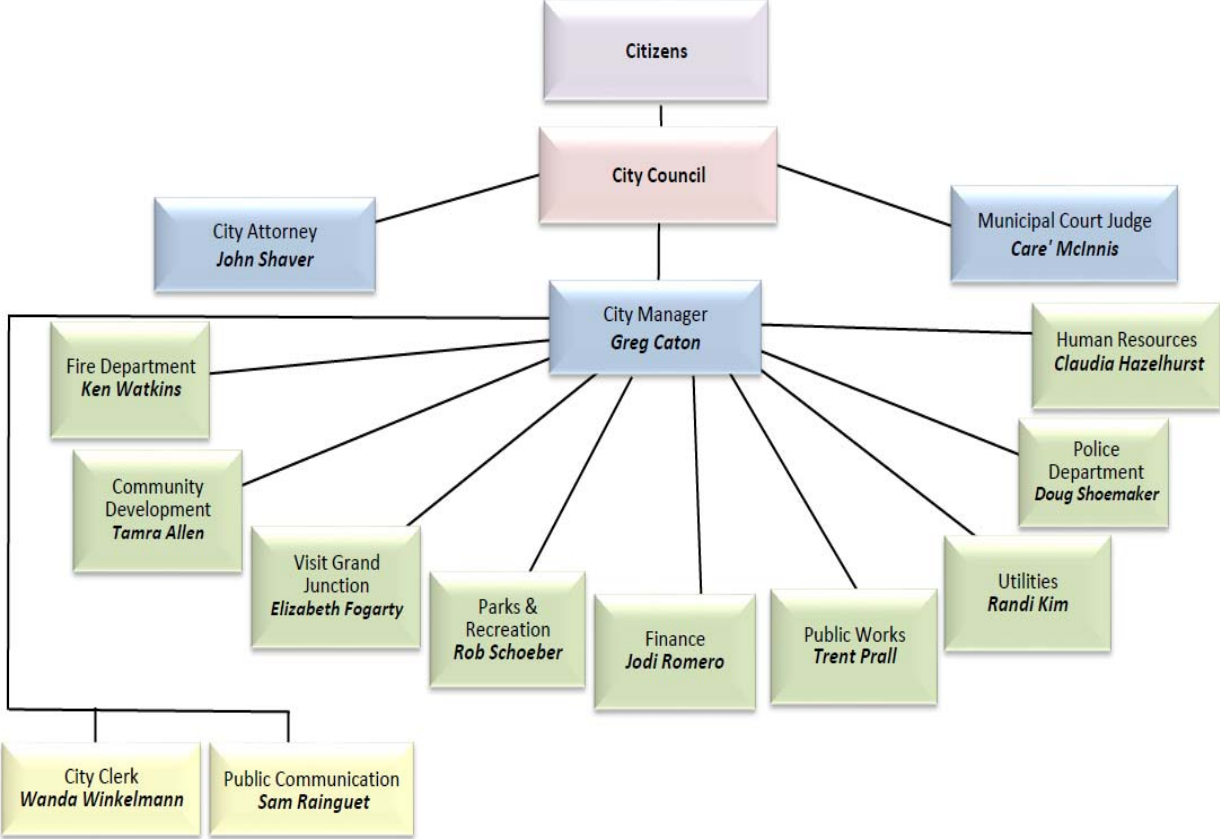 Citizens
City Council
City Attorney
John Shaver
Municipal Court Judge
Care' McInnis
City Manager
Greg Caton
Fire Department
Ken Watkins
Human Resources
Claudia Hazelhurst
Community
Development
Tamra Allen
Police
Department
Doug Shoemaker
Visit Grand
Junction
Elizabeth Fogarty
Parks &
Recreation
Rob Schoeber
Finance
Jodi Romero
Public Works
Trent Prall
Utilities
Randi Kim
City Clerk
Wanda Winkelmann
Public Communication
Sam Rainguet